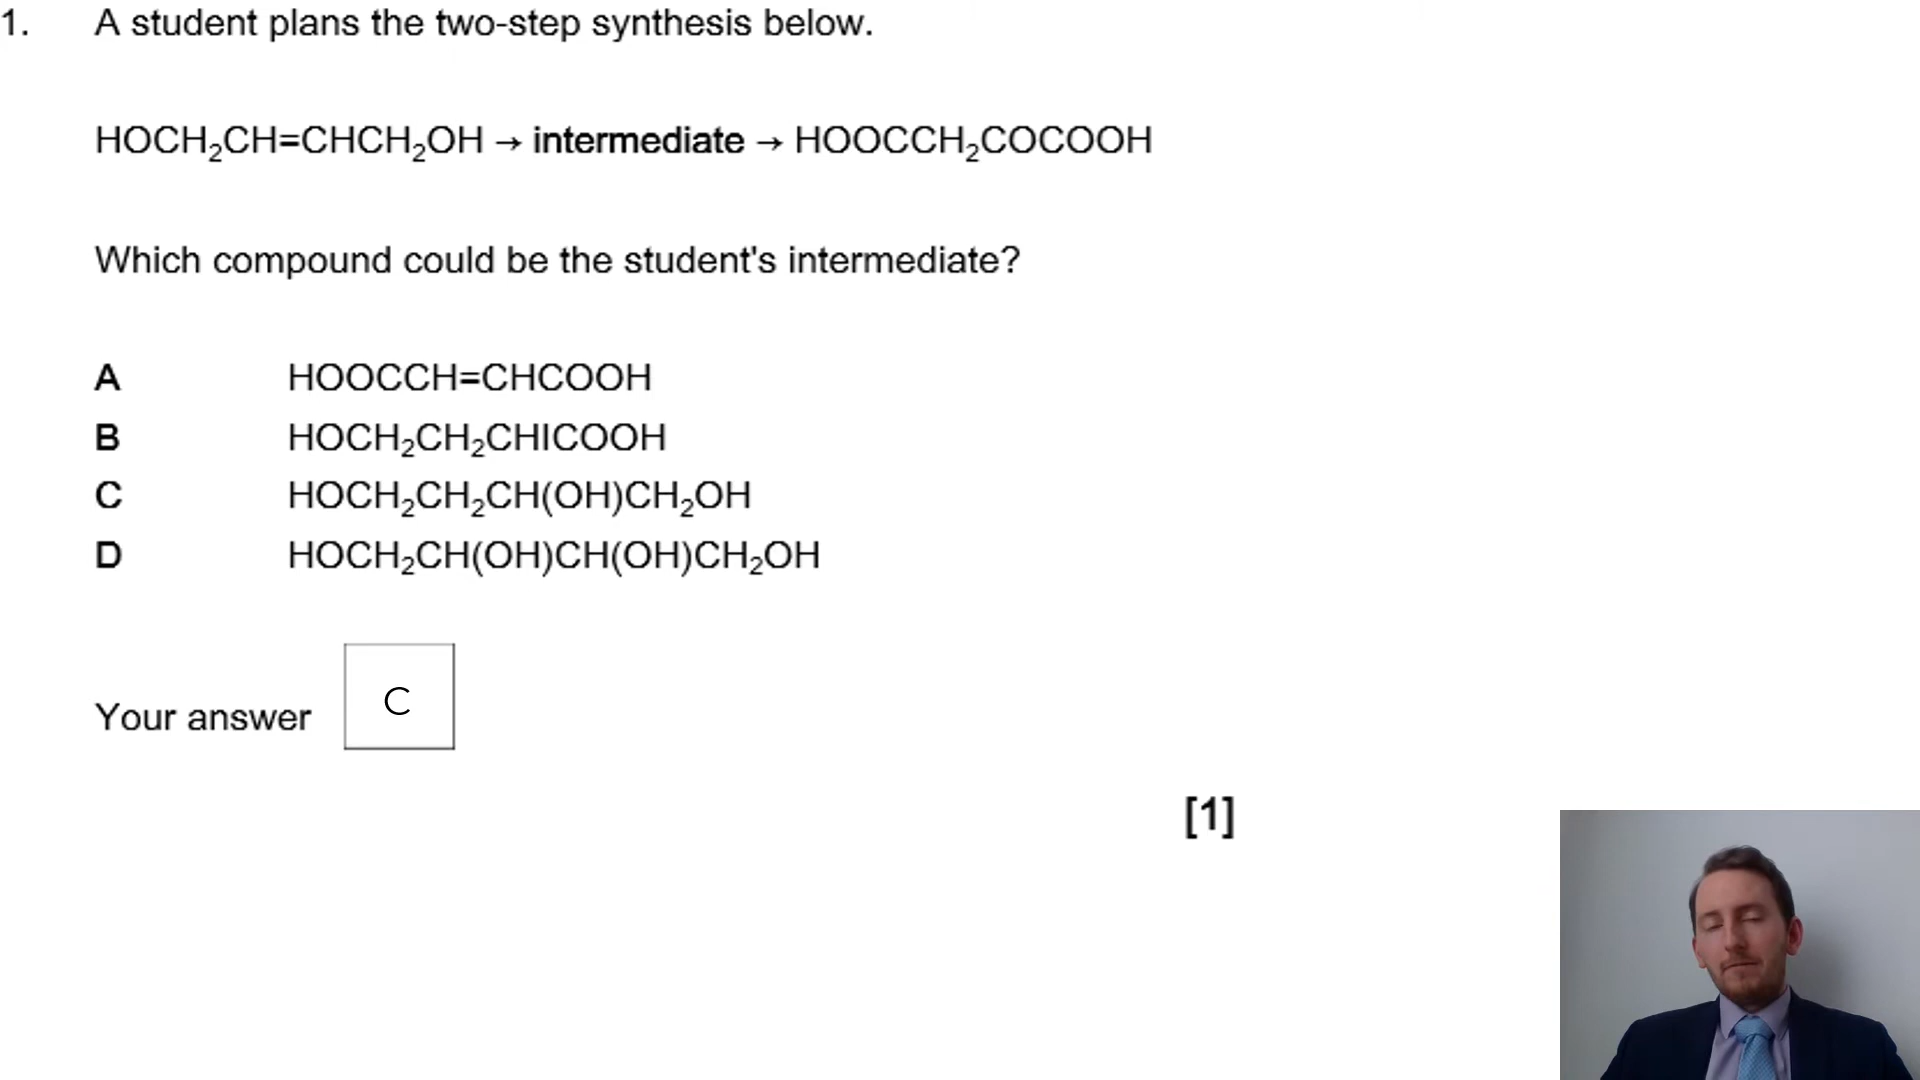 1. A student plans the two-step synthesis below.
HOCH₂CH=CHCH₂OH → intermediate → HOOCCH₂COCOOH
Which compound could be the student's intermediate?
A HOOCCH=CHCOOH
B HOCH₂CH₂CHICOOH
C HOCH₂CH₂CH(OH)CH₂OH
D HOCH₂CH(OH)CH(OH)CH₂OH
Your answer C
[1]